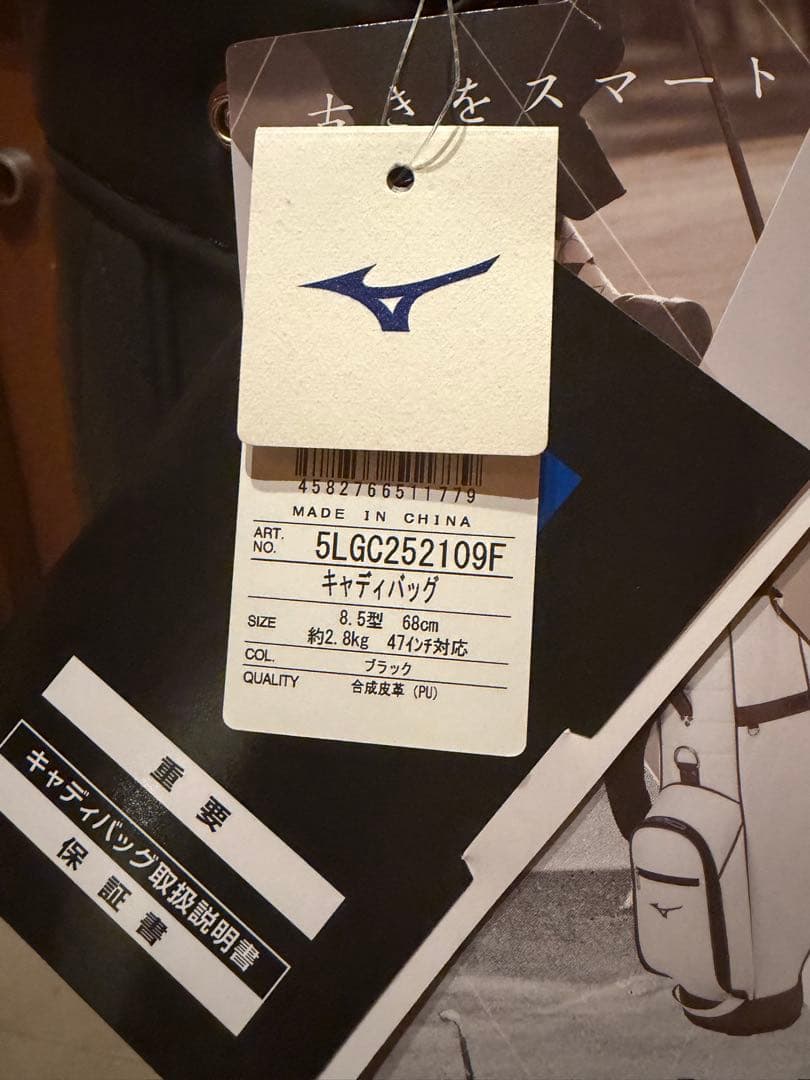 古きをスマート
4582766511779
MADE IN CHINA
ART. NO. 5LGC252109F
キャディバッグ
SIZE 8.5型 68cm
約2.8kg 47インチ対応
COL. ブラック
QUALITY 合成皮革 (PU)
重要
キャディバッグ取扱説明書
保証書